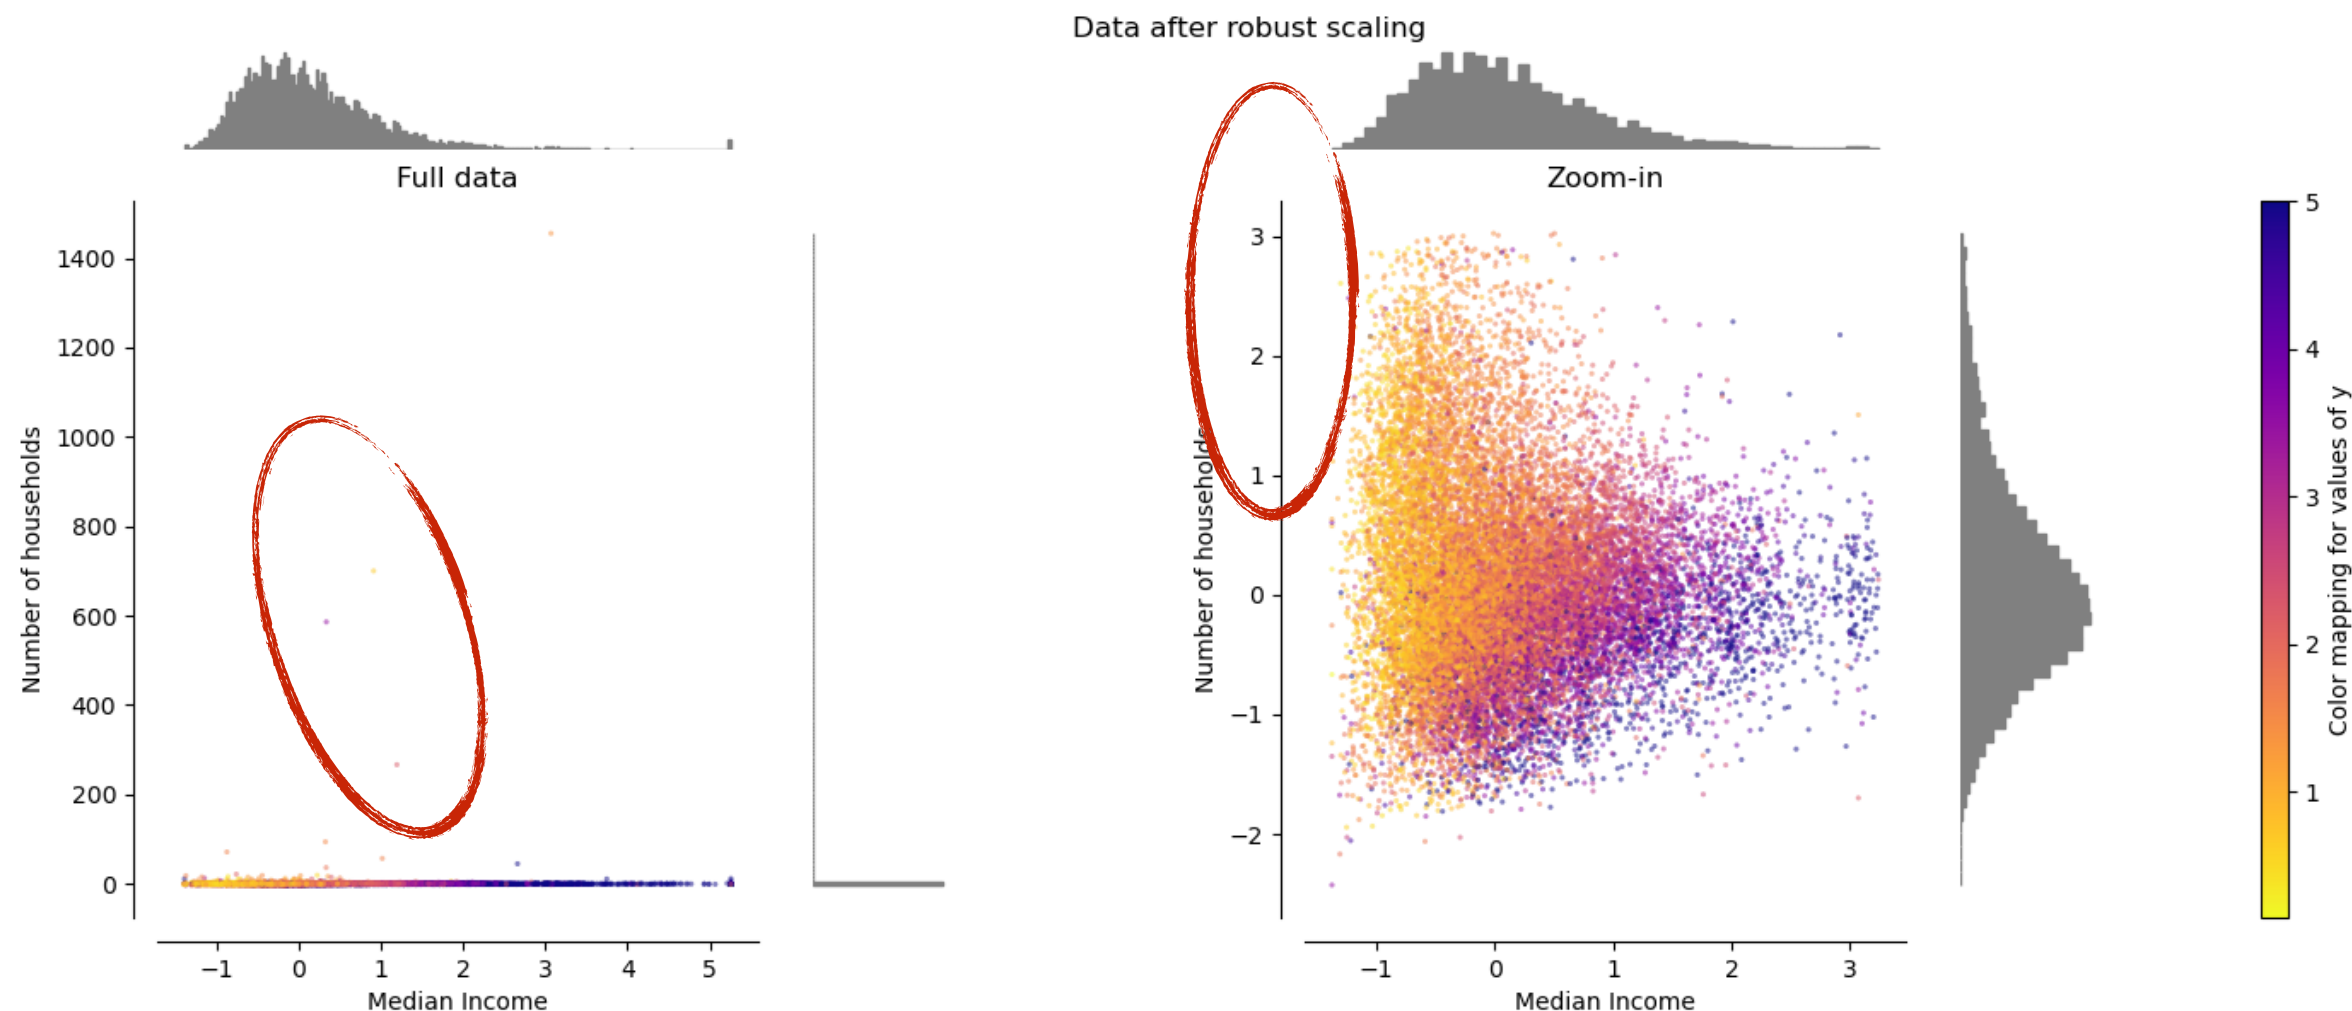 Data after robust scaling
Full data
Zoom-in
1400
1200
1000
800
600
400
200
0
Number of households
−1 0 1 2 3 4 5
Median Income
3
2
1
0
−1
−2
Number of households
−1 0 1 2 3
Median Income
5
4
3
2
1
Color mapping for values of y